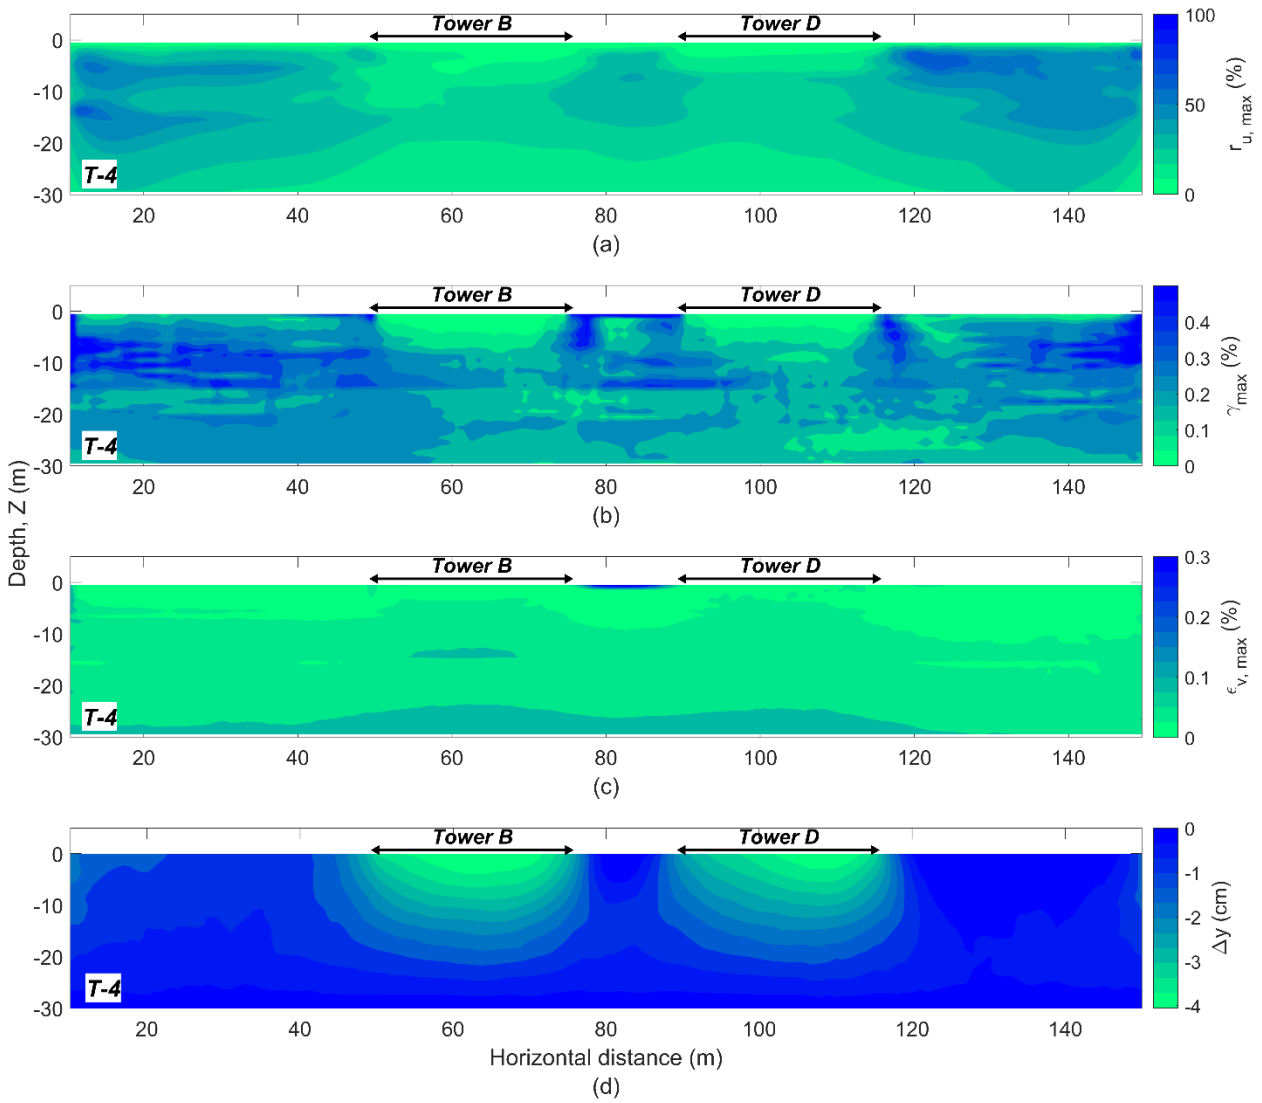 Tower B Tower D
0
-10
-20
-30
T-4
20 40 60 80 100 120 140
(a)
100
50
0
r_u, max (%)
Tower B Tower D
0
-10
-20
-30
T-4
20 40 60 80 100 120 140
(b)
0.4
0.3
0.2
0.1
0
γ_max (%)
Depth, Z (m)
Tower B Tower D
0
-10
-20
-30
T-4
20 40 60 80 100 120 140
(c)
0.3
0.2
0.1
0
ϵ_v, max (%)
Tower B Tower D
0
-10
-20
-30
T-4
20 40 60 80 100 120 140
Horizontal distance (m)
(d)
0
-1
-2
-3
-4
Δy (cm)